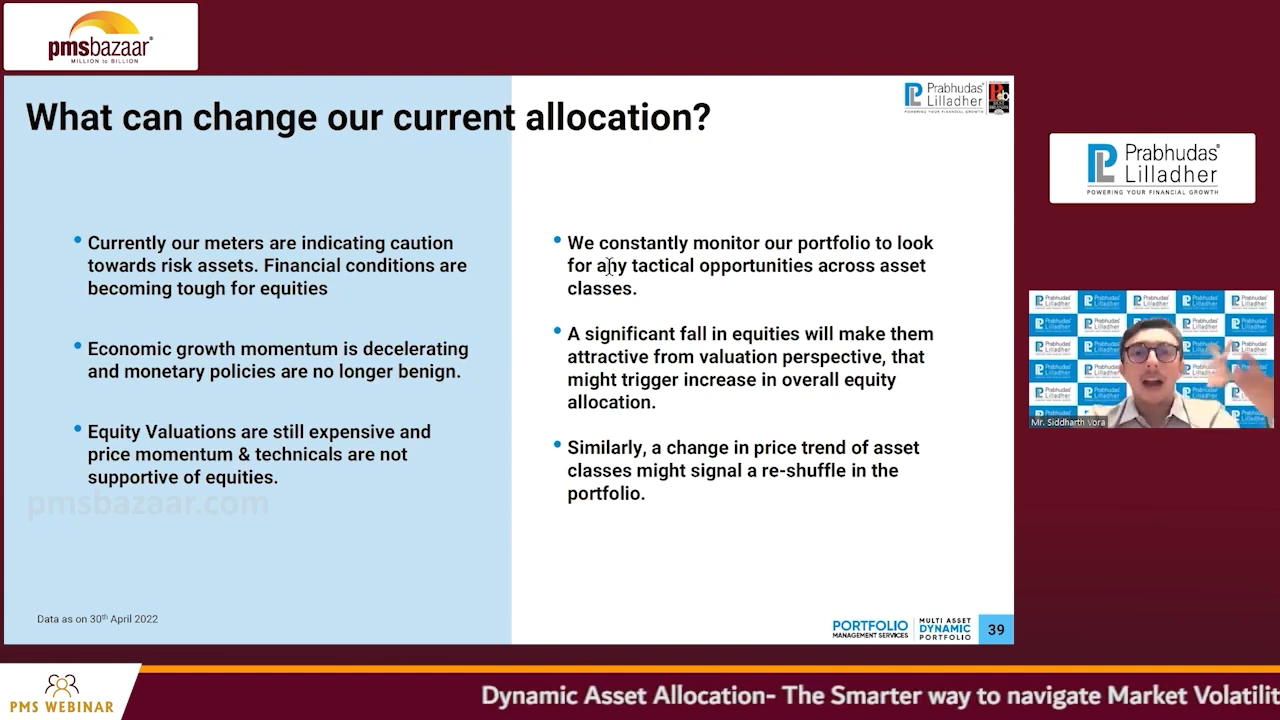 pmsbazaar
MILLION to BILLION
What can change our current allocation?
Prabhudas
Lilladher
POWERING YOUR FINANCIAL GROWTH
• Currently our meters are indicating caution
towards risk assets. Financial conditions are
becoming tough for equities
• Economic growth momentum is decelerating
and monetary policies are no longer benign.
• Equity Valuations are still expensive and
price momentum & technicals are not
supportive of equities.
pmsbazaar.com
Data as on 30th April 2022
• We constantly monitor our portfolio to look
for any tactical opportunities across asset
classes.
• A significant fall in equities will make them
attractive from valuation perspective, that
might trigger increase in overall equity
allocation.
• Similarly, a change in price trend of asset
classes might signal a re-shuffle in the
portfolio.
PORTFOLIO
MANAGEMENT SERVICES
MULTI ASSET
DYNAMIC
PORTFOLIO
39
Prabhudas
Lilladher
POWERING YOUR FINANCIAL GROWTH
Mr. Siddharth Vora
PMS WEBINAR
Dynamic Asset Allocation- The Smarter way to navigate Market Volatilit